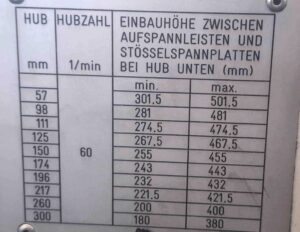 HUB HUBZAHL EINBAUHÖHE ZWISCHEN
AUFSPANNLEISTEN UND
STÖSSELSPANNPLATTEN
mm 1/min BEI HUB UNTEN (mm)
min. max.
57 301,5 501,5
98 281 481
111 274,5 474,5
125 267,5 467,5
150 60 255 455
174 243 443
196 232 432
217 221,5 421,5
260 200 400
300 180 380